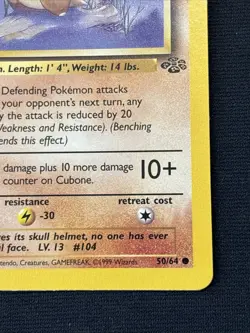 n. Length: 1' 4", Weight: 14 lbs.
Defending Pokémon attacks
your opponent's next turn, any
y the attack is reduced by 20
Weakness and Resistance). (Benching
ends this effect.)
damage plus 10 more damage
counter on Cubone.
10+
resistance retreat cost
-30
res its skull helmet, no one has ever
al face. LV. 13 #104
ntendo, Creatures, GAMEFREAK. ©1999 Wizards. 50/64